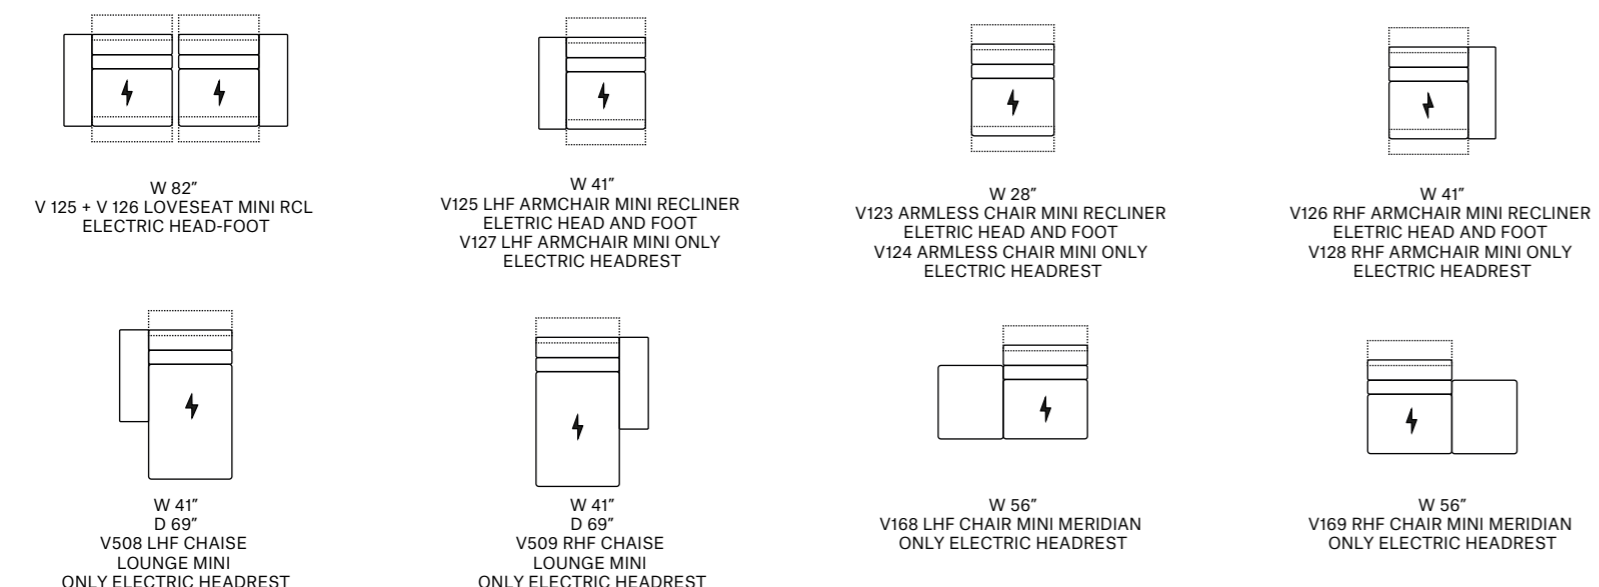 W 82″
V 125 + V 126 LOVESEAT MINI RCL
ELECTRIC HEAD-FOOT
W 41″
V125 LHF ARMCHAIR MINI RECLINER
ELETRIC HEAD AND FOOT
V127 LHF ARMCHAIR MINI ONLY
ELECTRIC HEADREST
W 28″
V123 ARMLESS CHAIR MINI RECLINER
ELETRIC HEAD AND FOOT
V124 ARMLESS CHAIR MINI ONLY
ELECTRIC HEADREST
W 41″
V126 RHF ARMCHAIR MINI RECLINER
ELETRIC HEAD AND FOOT
V128 RHF ARMCHAIR MINI ONLY
ELECTRIC HEADREST
W 41″
D 69″
V508 LHF CHAISE
LOUNGE MINI
ONLY ELECTRIC HEADREST
W 41″
D 69″
V509 RHF CHAISE
LOUNGE MINI
ONLY ELECTRIC HEADREST
W 56″
V168 LHF CHAIR MINI MERIDIAN
ONLY ELECTRIC HEADREST
W 56″
V169 RHF CHAIR MINI MERIDIAN
ONLY ELECTRIC HEADREST